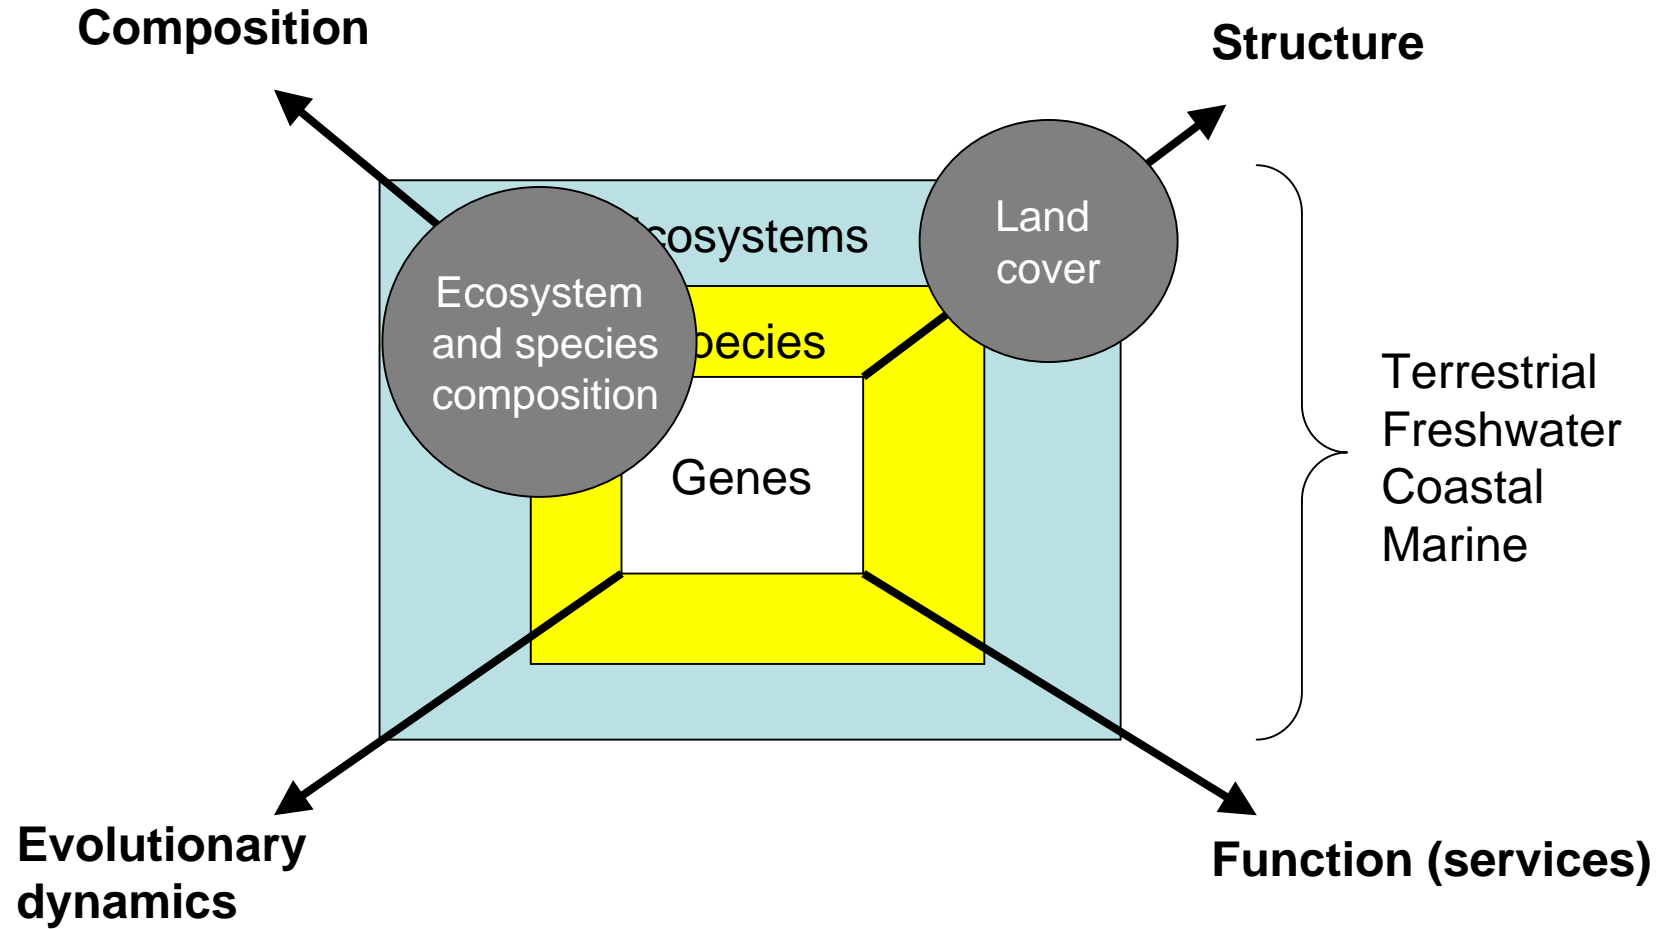 Composition
Structure
cosystems
Land
cover
Ecosystem
and species
composition
pecies
Genes
Terrestrial
Freshwater
Coastal
Marine
Evolutionary
dynamics
Function (services)